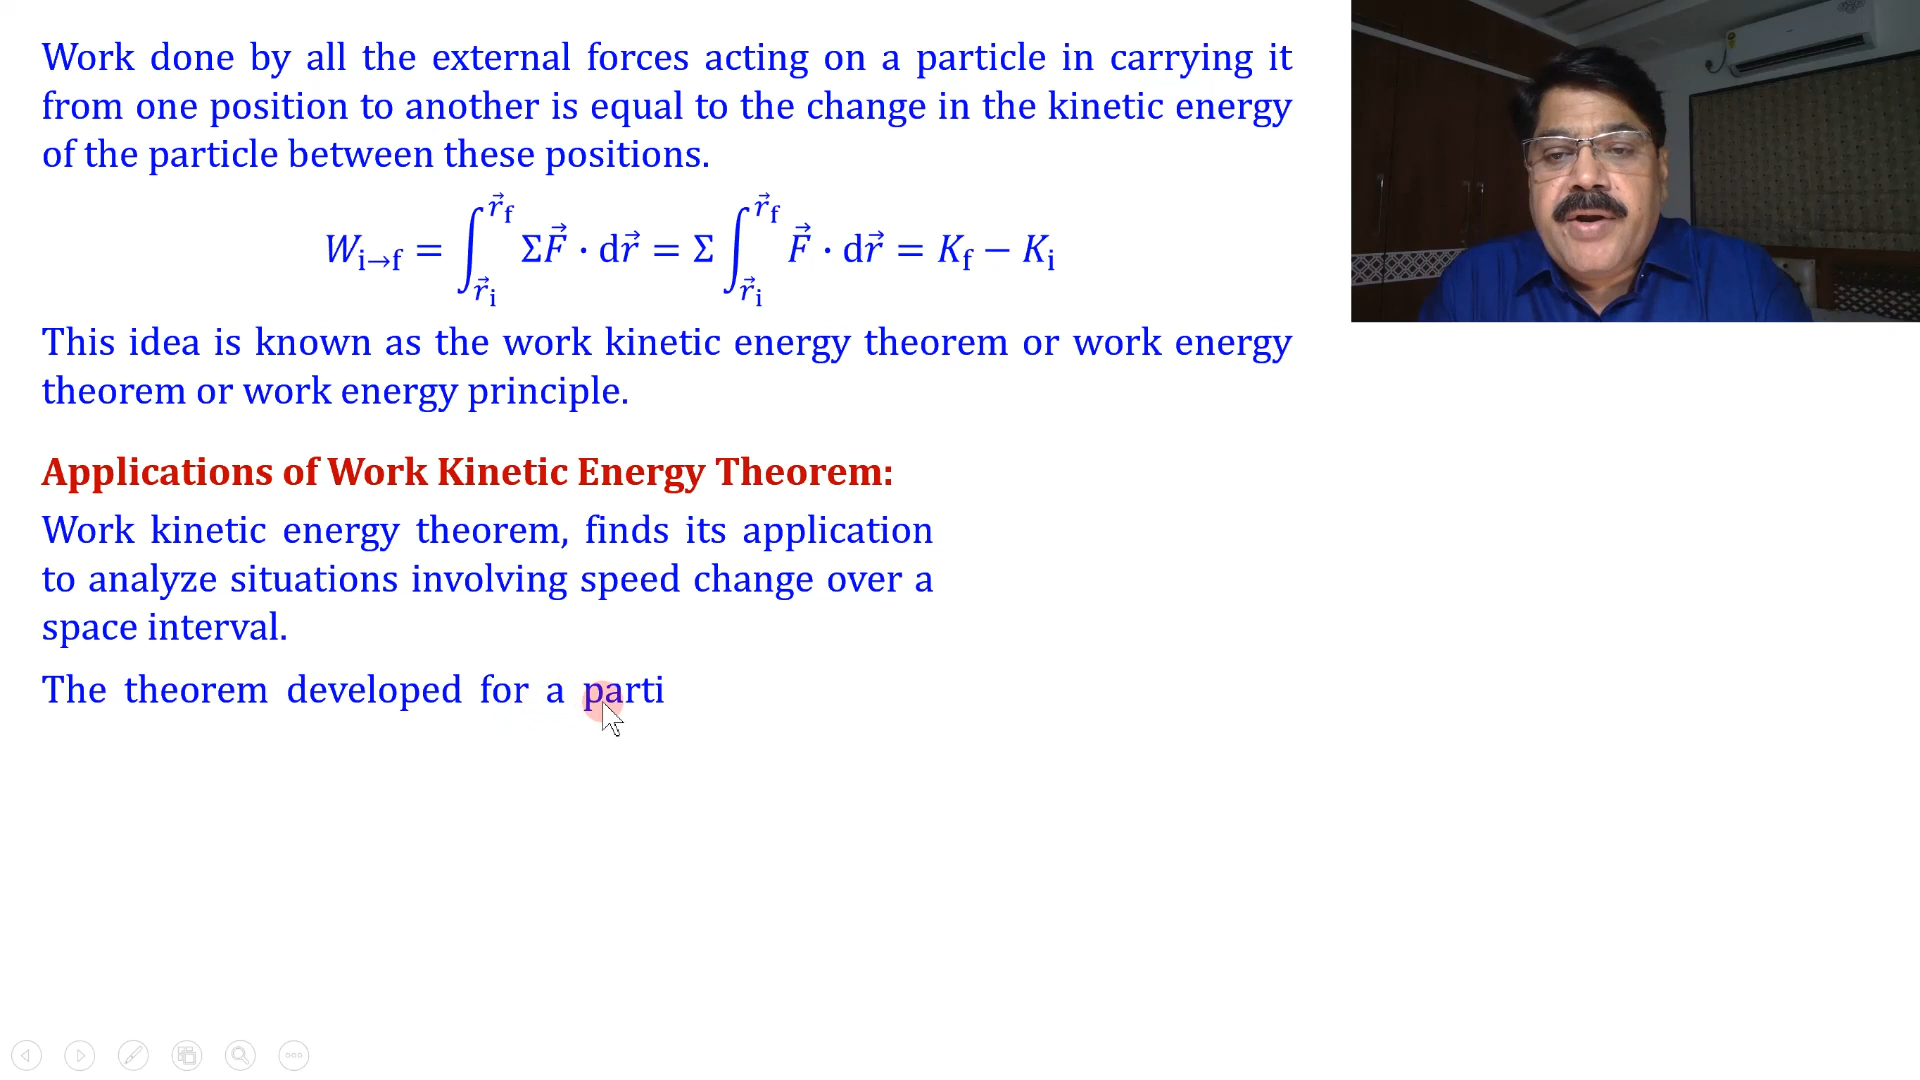 Work done by all the external forces acting on a particle in carrying it
from one position to another is equal to the change in the kinetic energy
of the particle between these positions.
W_{i→f} = ∫_{r⃗_i}^{r⃗_f} ΣF⃗ · dr⃗ = Σ ∫_{r⃗_i}^{r⃗_f} F⃗ · dr⃗ = K_f − K_i
This idea is known as the work kinetic energy theorem or work energy
theorem or work energy principle.
Applications of Work Kinetic Energy Theorem:
Work kinetic energy theorem, finds its application
to analyze situations involving speed change over a
space interval.
The theorem developed for a parti